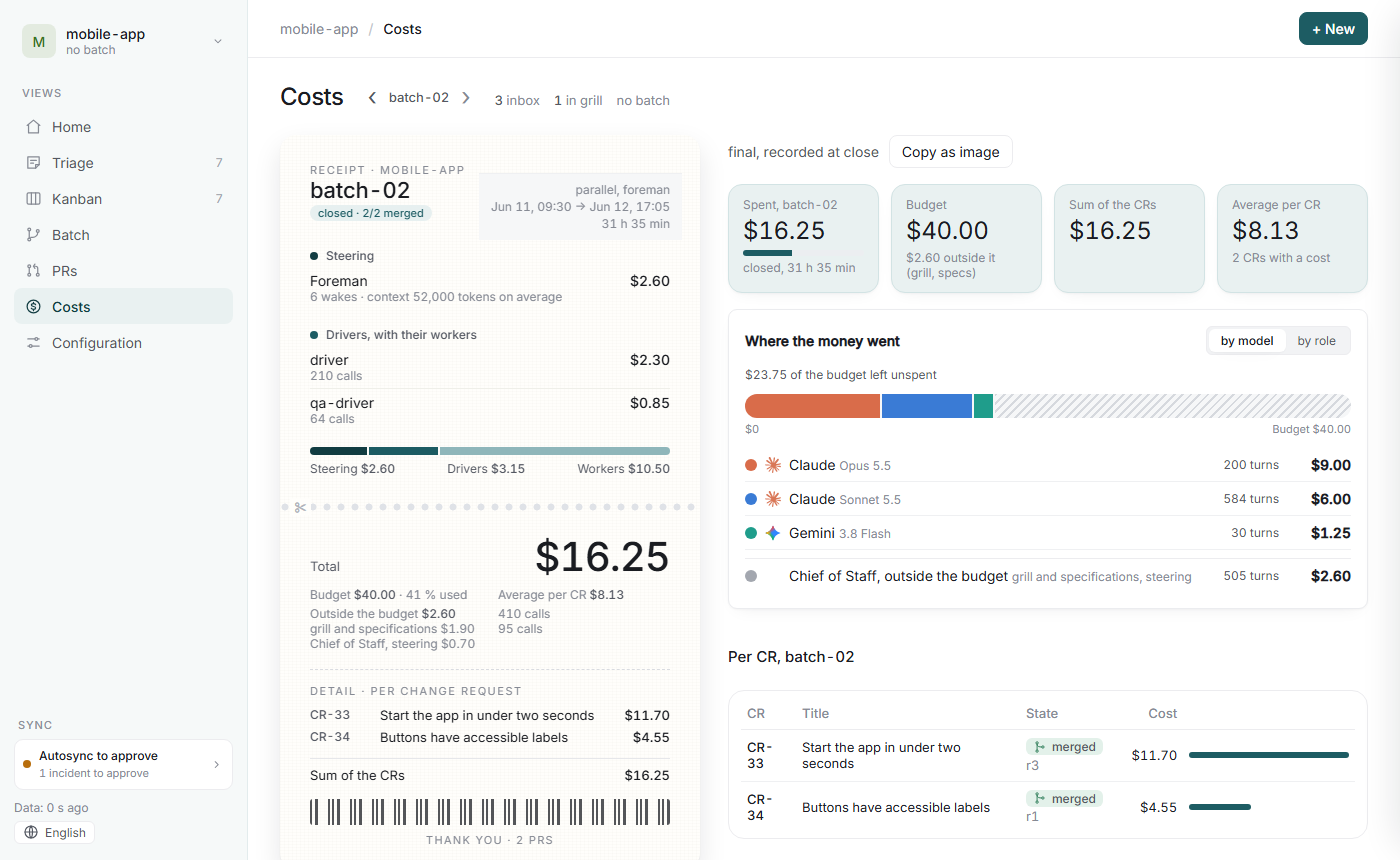 M
mobile-app
no batch
VIEWS
Home
Triage 7
Kanban 7
Batch
PRs
Costs
Configuration
SYNC
Autosync to approve
1 incident to approve
Data: 0 s ago
English
mobile-app / Costs
+ New
Costs
batch-02
3 inbox 1 in grill no batch
RECEIPT · MOBILE-APP
batch-02
closed · 2/2 merged
parallel, foreman
Jun 11, 09:30 → Jun 12, 17:05
31 h 35 min
Steering
Foreman $2.60
6 wakes · context 52,000 tokens on average
Drivers, with their workers
driver $2.30
210 calls
qa-driver $0.85
64 calls
Steering $2.60 Drivers $3.15 Workers $10.50
Total $16.25
Budget $40.00 · 41 % used Average per CR $8.13
Outside the budget $2.60 410 calls
grill and specifications $1.90 95 calls
Chief of Staff, steering $0.70
DETAIL · PER CHANGE REQUEST
CR-33 Start the app in under two seconds $11.70
CR-34 Buttons have accessible labels $4.55
Sum of the CRs $16.25
THANK YOU · 2 PRS
final, recorded at close
Copy as image
Spent, batch-02
$16.25
closed, 31 h 35 min
Budget
$40.00
$2.60 outside it
(grill, specs)
Sum of the CRs
$16.25
Average per CR
$8.13
2 CRs with a cost
Where the money went
by model by role
$23.75 of the budget left unspent
$0 Budget $40.00
Claude Opus 5.5 200 turns $9.00
Claude Sonnet 5.5 584 turns $6.00
Gemini 3.8 Flash 30 turns $1.25
Chief of Staff, outside the budget grill and specifications, steering 505 turns $2.60
Per CR, batch-02
CR Title State Cost
CR-33 Start the app in under two seconds merged r3 $11.70
CR-34 Buttons have accessible labels merged r1 $4.55